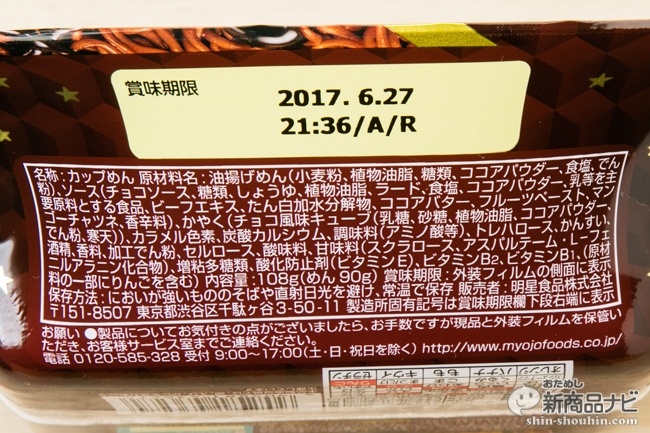 賞味期限
2017. 6.27
21:36/A/R
名称:カップめん 原材料名:油揚げめん(小麦粉、植物油脂、糖類、ココアパウダー、食塩、でん
粉)、ソース(チョコソース、糖類、しょうゆ、植物油脂、ラード、食塩、ココアパウダー、乳等を主
要原料とする食品、ビーフエキス、たん白加水分解物、ココアバター、フルーツペースト、マン
ゴーチャツネ、香辛料)、かやく(チョコ風味キューブ(乳糖、砂糖、植物油脂、ココアパウダー、
でん粉、寒天))、カラメル色素、炭酸カルシウム、調味料(アミノ酸等)、トレハロース、かんすい、
酒精、香料、加工でん粉、セルロース、酸味料、甘味料(スクラロース、アスパルテーム・L-フェ
ニールアラニン化合物)、増粘多糖類、酸化防止剤(ビタミンE)、ビタミンB₂、ビタミンB₁、(原材
料の一部にりんごを含む) 内容量:108g(めん 90g) 賞味期限:外装フィルムの側面に表示
保存方法:においが強いもののそばや直射日光を避け、常温で保存 販売者:明星食品株式会社
〒151-8507 東京都渋谷区千駄ヶ谷3-50-11 製造所固有記号は賞味期限欄下段右端に表示
お願い ●製品についてお気付きの点がございましたら、お手数ですが現品と外装フィルムを保管い
ただき、お客様サービス室までご連絡ください。
電話 0120-585-328 受付 9:00〜17:00(土・日・祝日を除く) http://www.myojofoods.co.jp/
オレンジ バナナ
もも キウイ ゼラチン
おためし
新商品ナビ
shin-shouhin.com